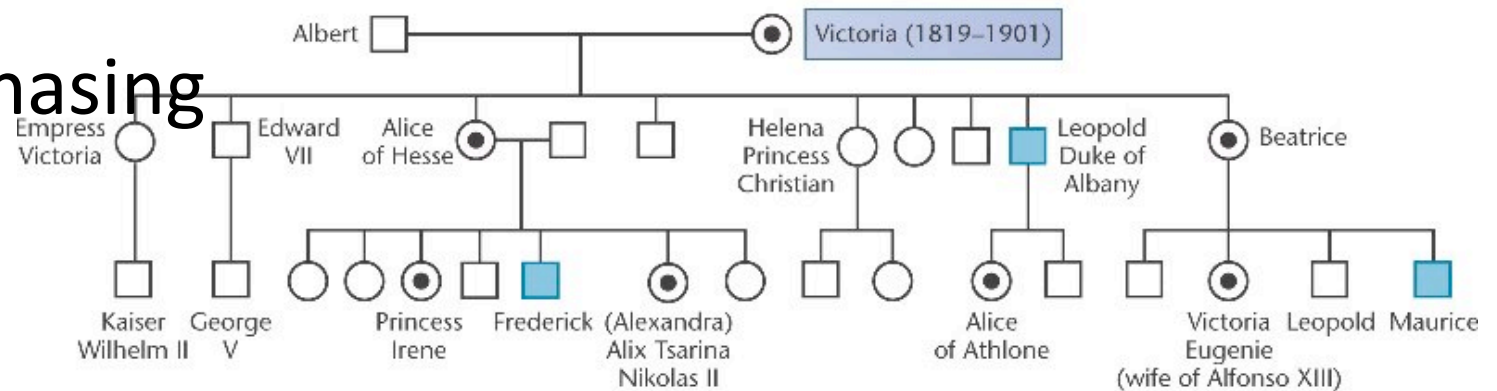 Albert
Victoria (1819–1901)
hasing
Empress
Victoria
Edward
VII
Alice
of Hesse
Helena
Princess
Christian
Leopold
Duke of
Albany
Beatrice
Kaiser
Wilhelm II
George
V
Princess
Irene
Frederick
(Alexandra)
Alix Tsarina
Nikolas II
Alice
of Athlone
Victoria
Eugenie
(wife of Alfonso XIII)
Leopold
Maurice